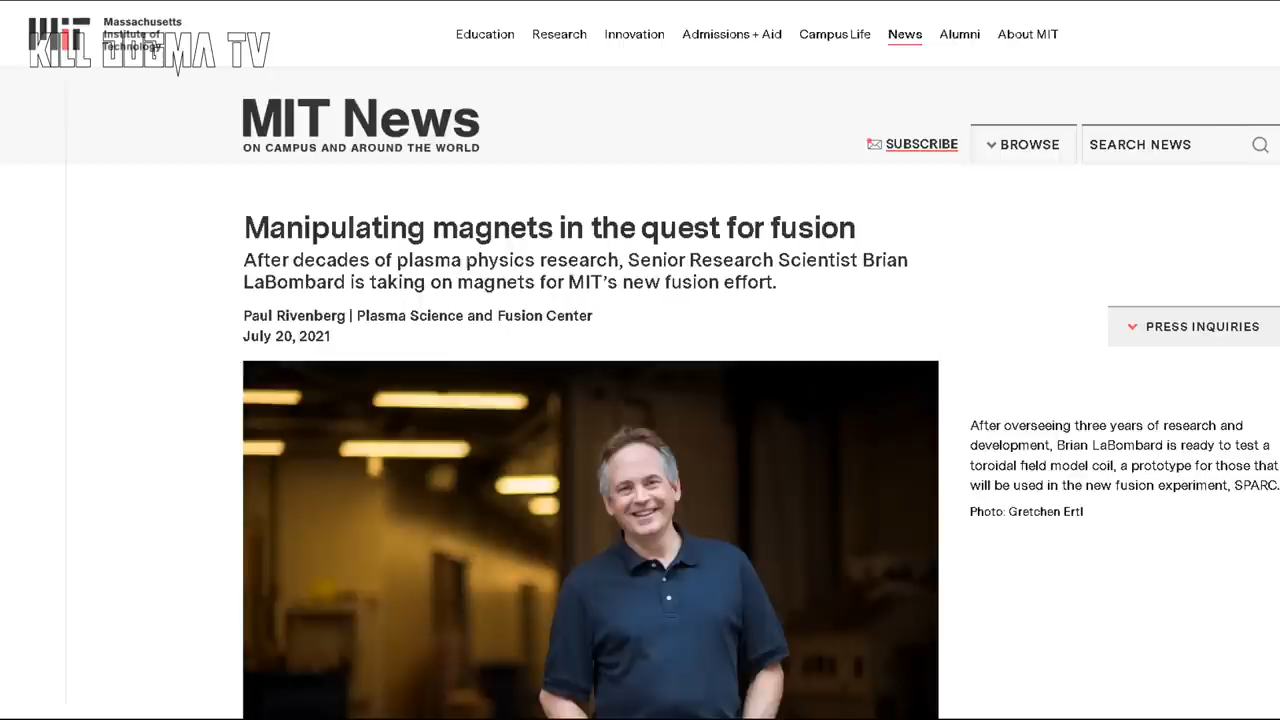 Massachusetts
Institute of
Technology
KILL DOGMA TV
Education Research Innovation Admissions + Aid Campus Life News Alumni About MIT
MIT News
ON CAMPUS AND AROUND THE WORLD
SUBSCRIBE BROWSE SEARCH NEWS
Manipulating magnets in the quest for fusion
After decades of plasma physics research, Senior Research Scientist Brian
LaBombard is taking on magnets for MIT's new fusion effort.
Paul Rivenberg | Plasma Science and Fusion Center
July 20, 2021
PRESS INQUIRIES
After overseeing three years of research and
development, Brian LaBombard is ready to test a
toroidal field model coil, a prototype for those that
will be used in the new fusion experiment, SPARC.
Photo: Gretchen Ertl